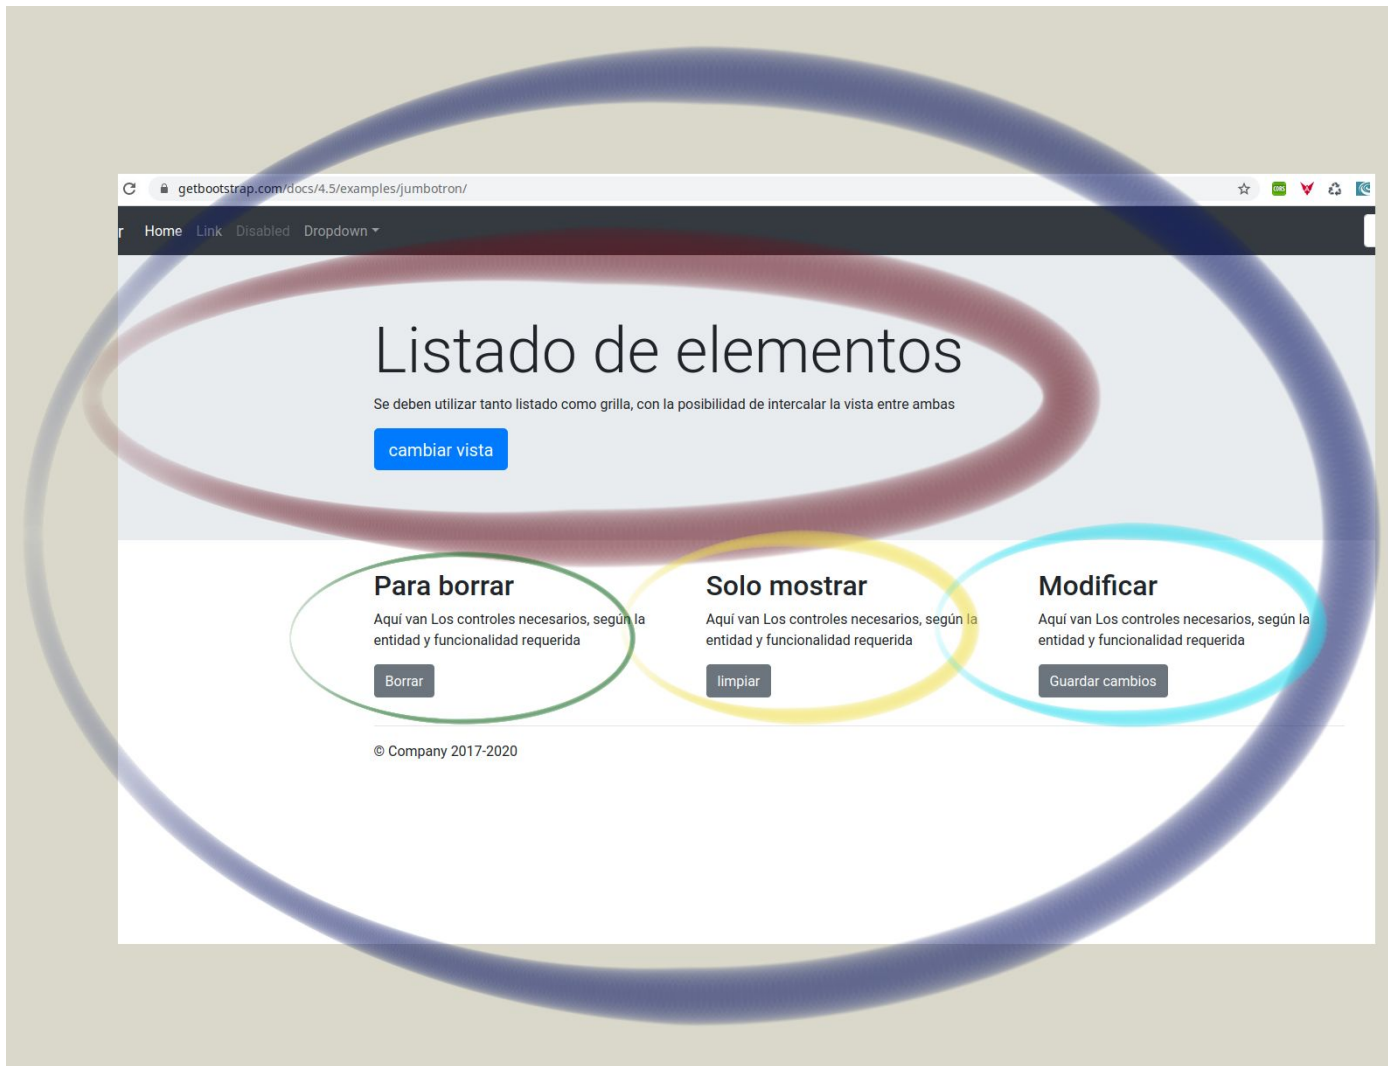 getbootstrap.com/docs/4.5/examples/jumbotron/
CORS
r Home Link Disabled Dropdown
Listado de elementos
Se deben utilizar tanto listado como grilla, con la posibilidad de intercalar la vista entre ambas
cambiar vista
Para borrar
Aquí van Los controles necesarios, según la
entidad y funcionalidad requerida
Borrar
Solo mostrar
Aquí van Los controles necesarios, según la
entidad y funcionalidad requerida
limpiar
Modificar
Aquí van Los controles necesarios, según la
entidad y funcionalidad requerida
Guardar cambios
© Company 2017-2020